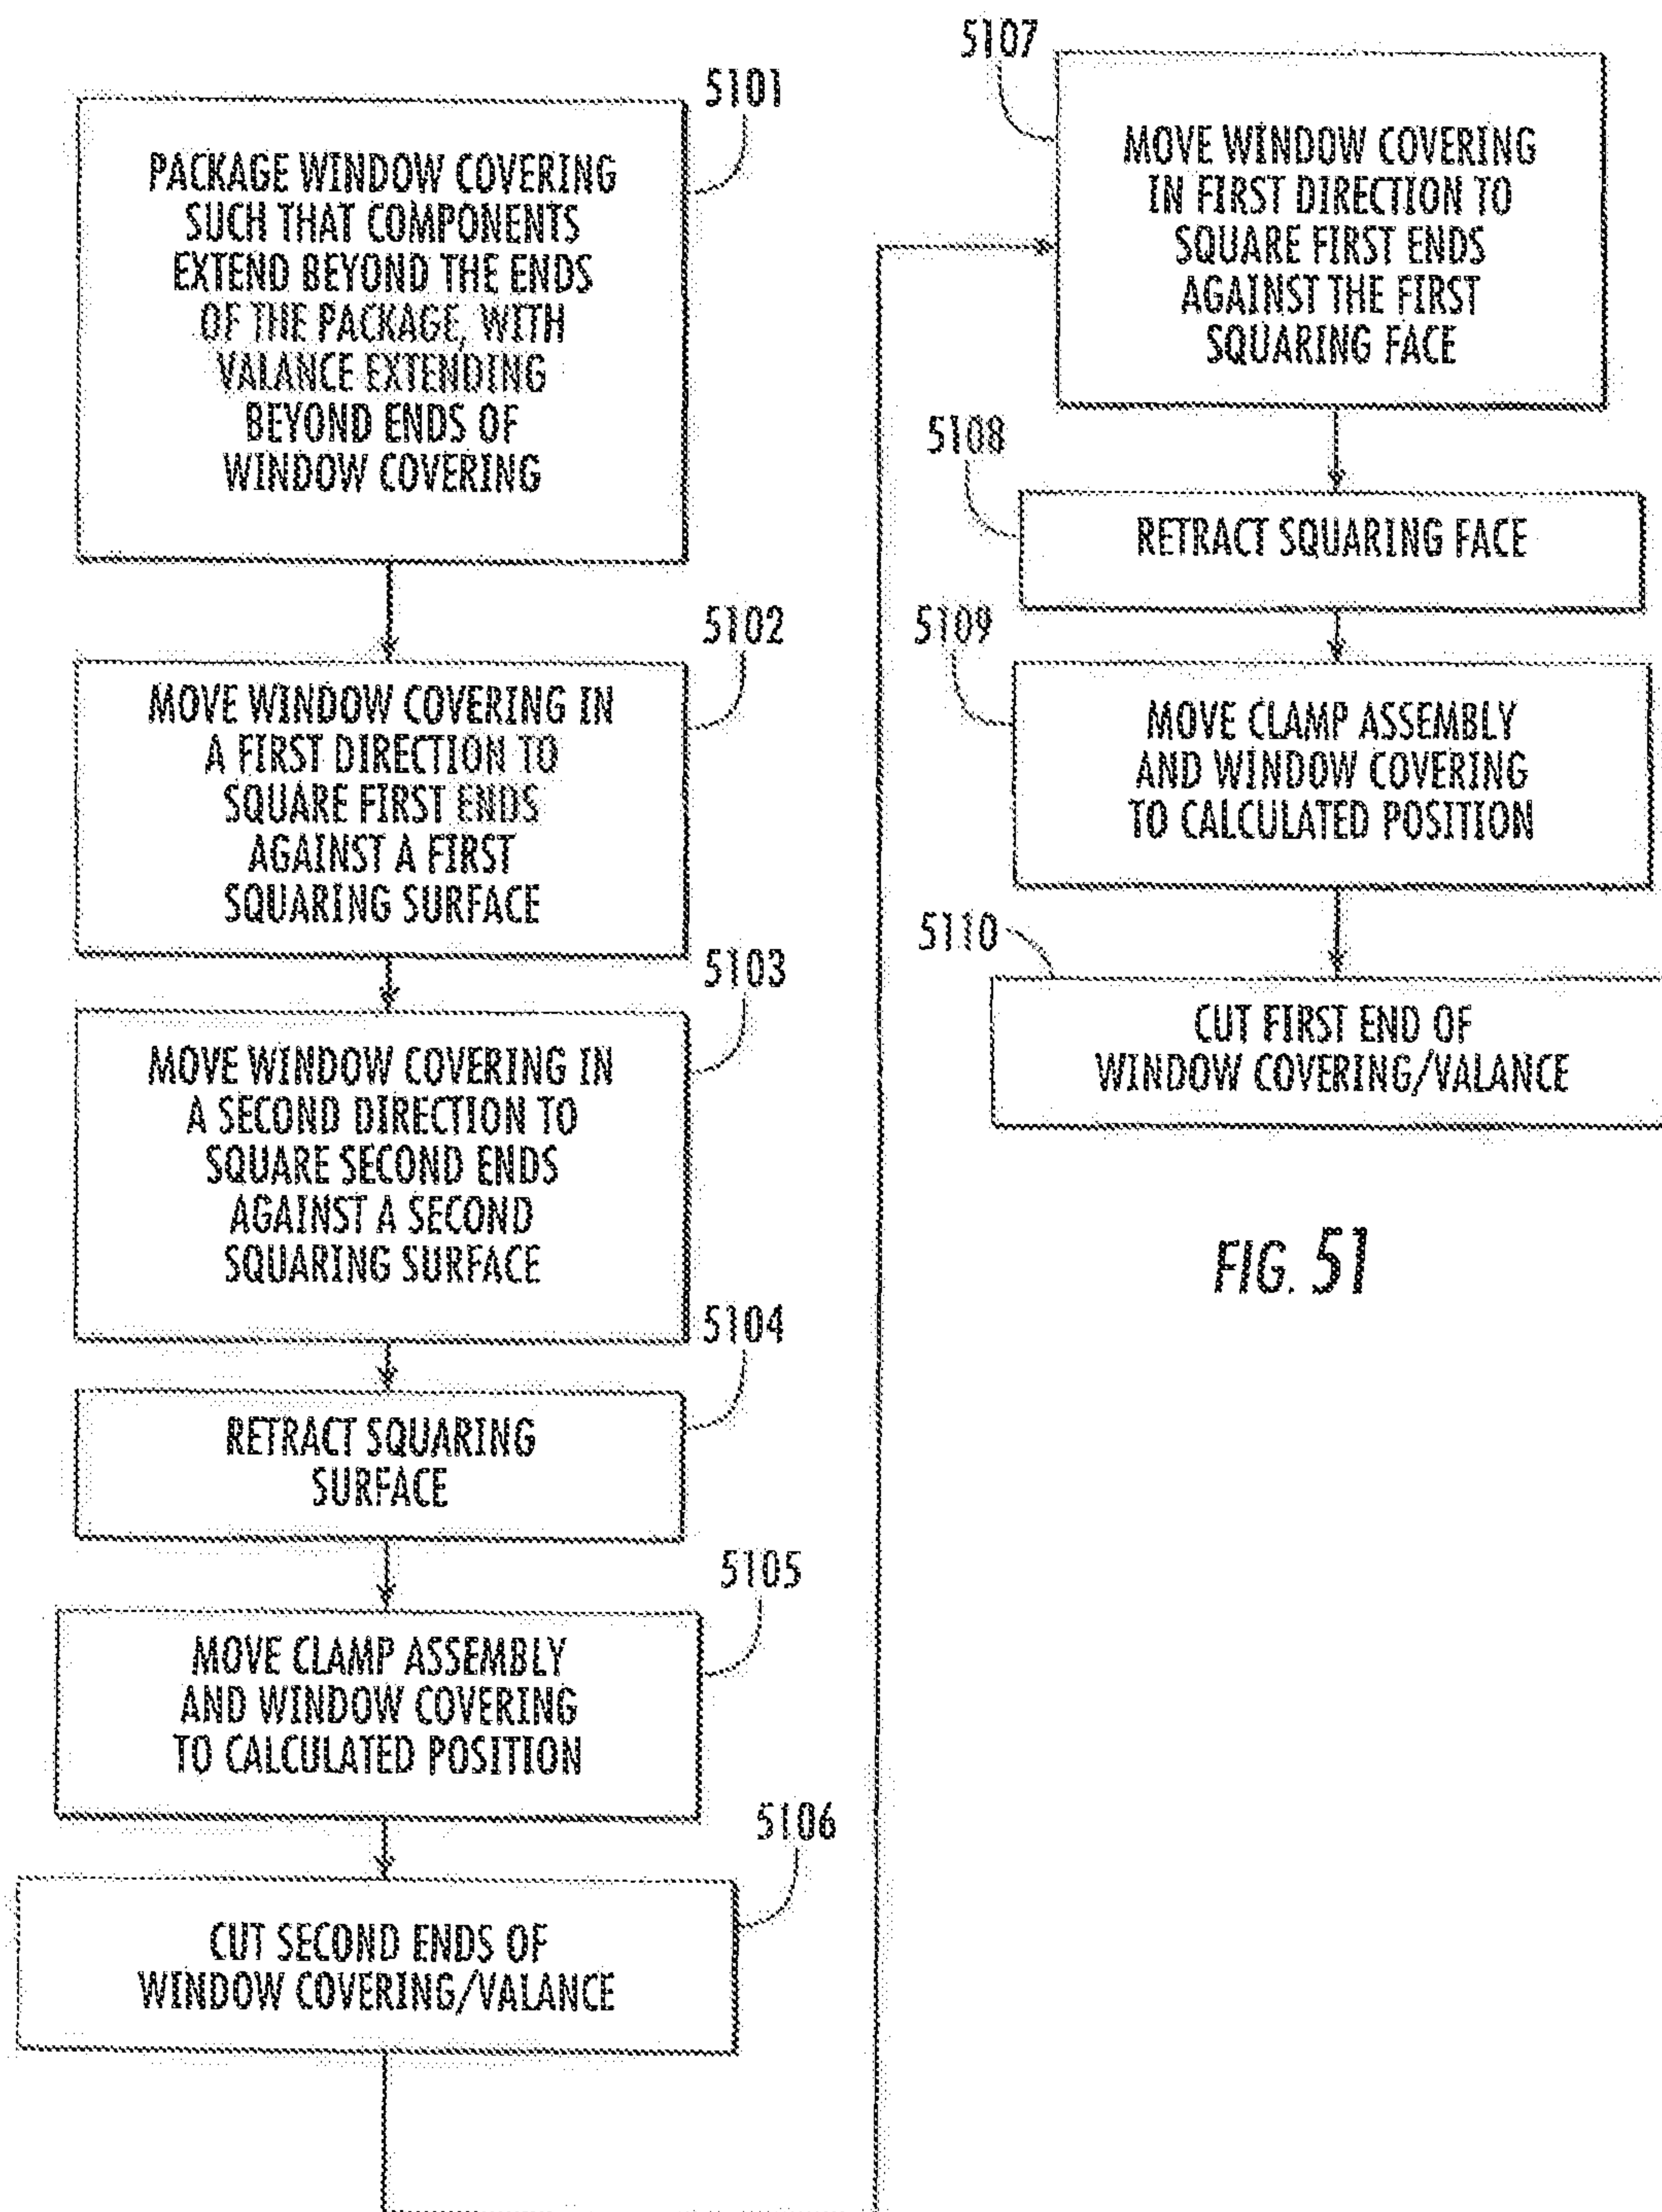 5101
PACKAGE WINDOW COVERING
SUCH THAT COMPONENTS
EXTEND BEYOND THE ENDS
OF THE PACKAGE, WITH
VALANCE EXTENDING
BEYOND ENDS OF
WINDOW COVERING
5102
MOVE WINDOW COVERING IN
A FIRST DIRECTION TO
SQUARE FIRST ENDS
AGAINST A FIRST
SQUARING SURFACE
5103
MOVE WINDOW COVERING IN
A SECOND DIRECTION TO
SQUARE SECOND ENDS
AGAINST A SECOND
SQUARING SURFACE
5104
RETRACT SQUARING
SURFACE
5105
MOVE CLAMP ASSEMBLY
AND WINDOW COVERING
TO CALCULATED POSITION
5106
CUT SECOND ENDS OF
WINDOW COVERING/VALANCE
5107
MOVE WINDOW COVERING
IN FIRST DIRECTION TO
SQUARE FIRST ENDS
AGAINST THE FIRST
SQUARING FACE
5108
RETRACT SQUARING FACE
5109
MOVE CLAMP ASSEMBLY
AND WINDOW COVERING
TO CALCULATED POSITION
5110
CUT FIRST END OF
WINDOW COVERING/VALANCE
FIG. 51